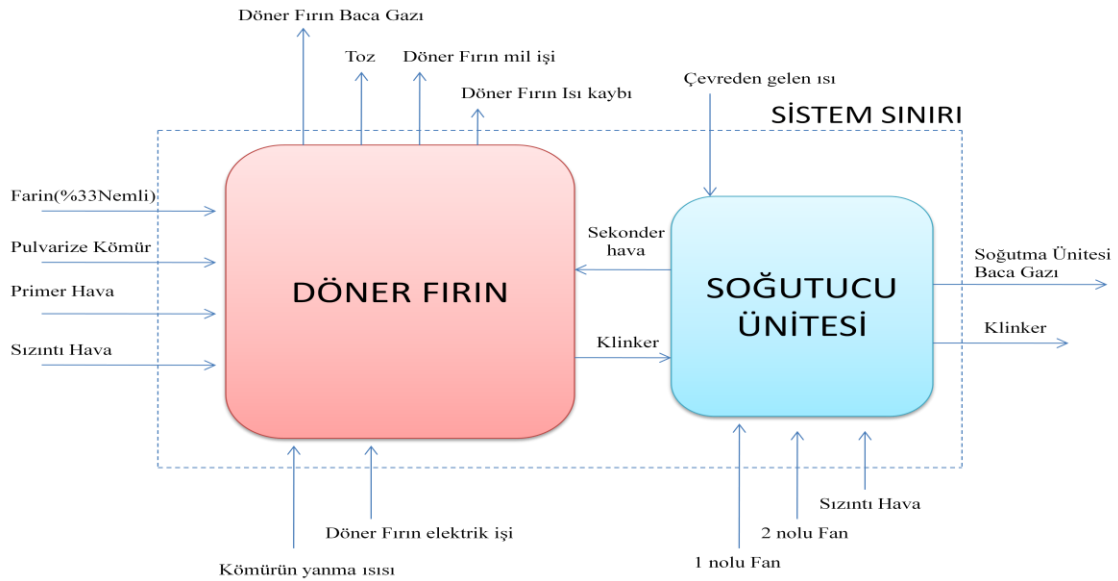 Döner Fırın Baca Gazı
Toz
Döner Fırın mil işi
Döner Fırın Isı kaybı
Çevreden gelen ısı
SİSTEM SINIRI
Farin(%33Nemli)
Pulvarize Kömür
Primer Hava
Sızıntı Hava
DÖNER FIRIN
Sekonder
hava
Klinker
SOĞUTUCU
ÜNİTESİ
Soğutma Ünitesi
Baca Gazı
Klinker
Kömürün yanma ısısı
Döner Fırın elektrik işi
1 nolu Fan
2 nolu Fan
Sızıntı Hava